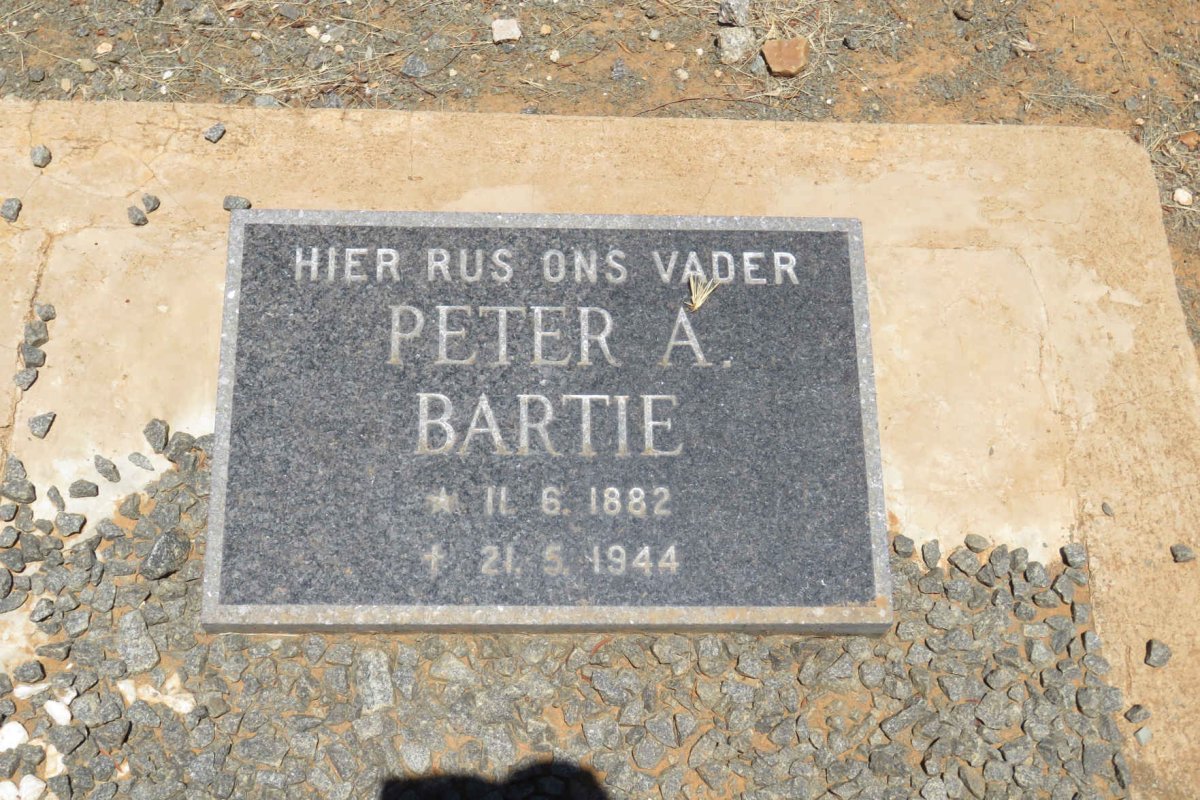 HIER RUS ONS VADER
PETER A.
BARTIE
★ 11. 6. 1882
✝ 21. 5. 1944